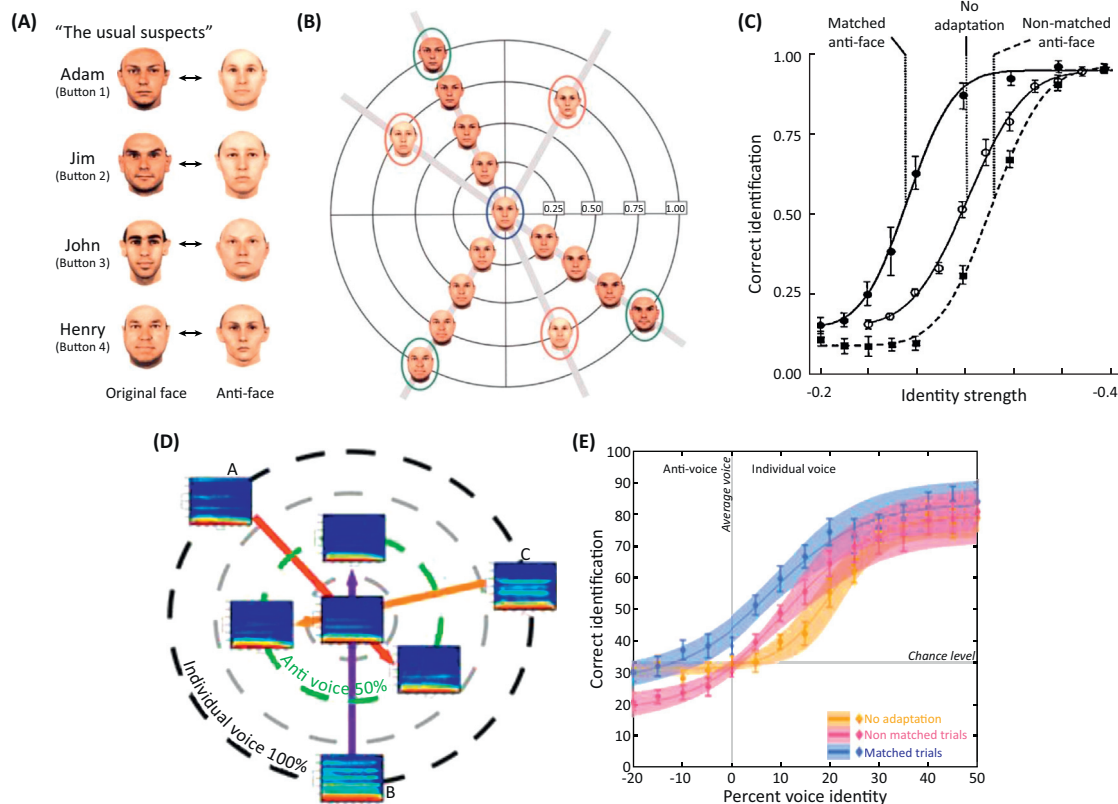 (A)
"The usual suspects"
Adam
(Button 1)
Jim
(Button 2)
John
(Button 3)
Henry
(Button 4)
Original face
Anti-face
(B)
0.25
0.50
0.75
1.00
(C)
Matched
anti-face
No
adaptation
Non-matched
anti-face
Correct identification
1.00
0.75
0.50
0.25
0.00
-0.2
Identity strength
-0.4
(D)
A
C
B
Anti voice 50%
Individual voice 100%
(E)
Correct identification
100
90
80
70
60
50
40
30
20
10
0
Anti-voice
Average voice
Individual voice
Chance level
No adaptation
Non matched trials
Matched trials
-20
-10
0
10
20
30
40
50
Percent voice identity